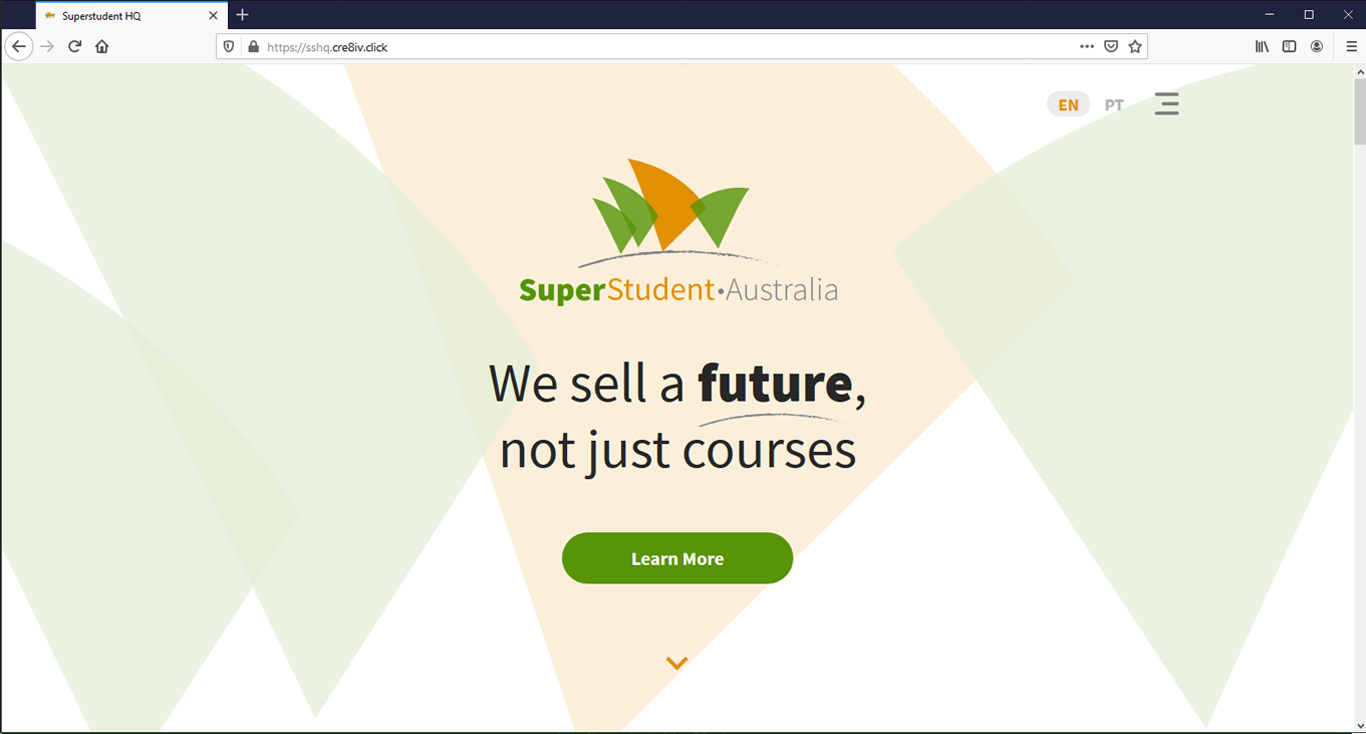 Superstudent HQ
https://sshq.cre8iv.click
EN PT
SuperStudent•Australia
We sell a future,
not just courses
Learn More